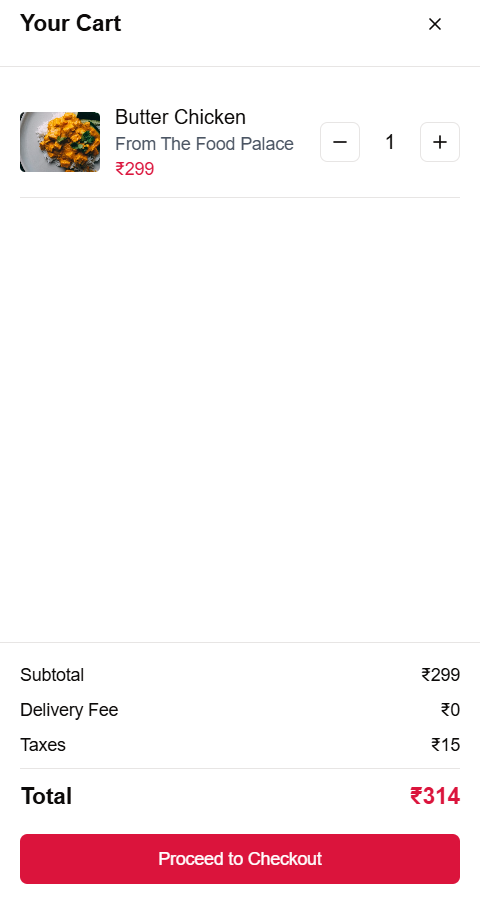 Your Cart
Butter Chicken
From The Food Palace
₹299
1
Subtotal ₹299
Delivery Fee ₹0
Taxes ₹15
Total ₹314
Proceed to Checkout